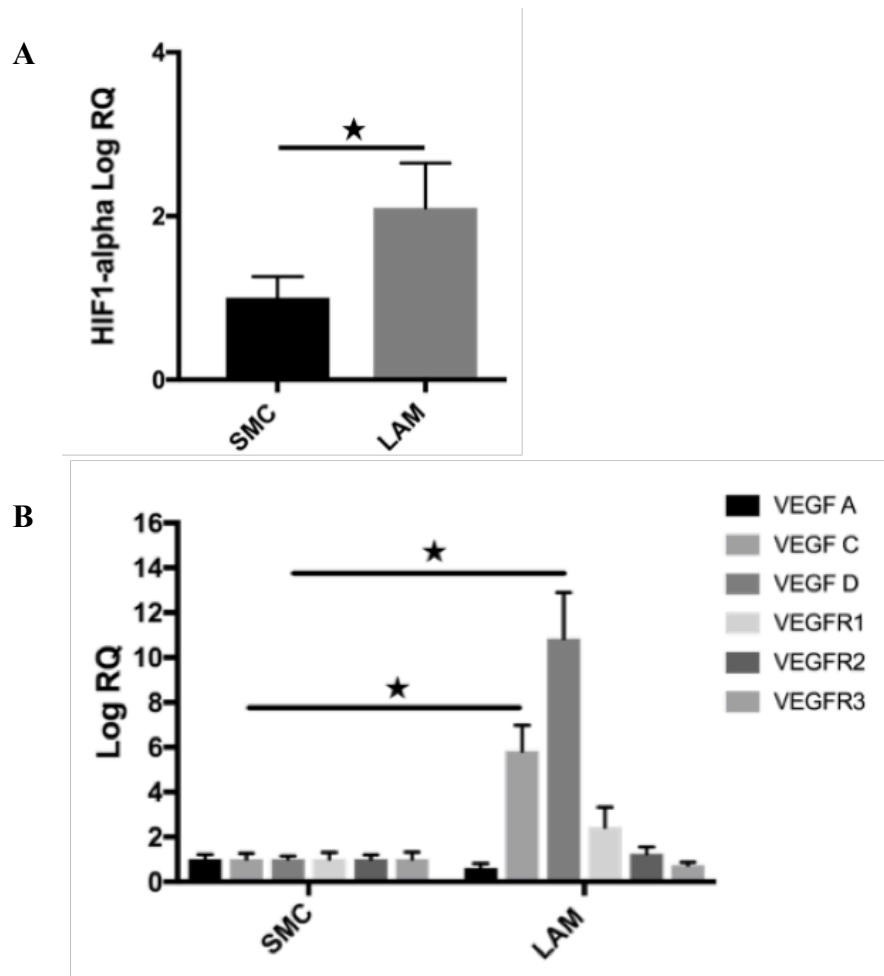 A
HIF1-alpha Log RQ
4
2
0
★
SMC
LAM
B
Log RQ
16
14
12
10
8
6
4
2
0
★
★
SMC
LAM
VEGF A
VEGF C
VEGF D
VEGFR1
VEGFR2
VEGFR3